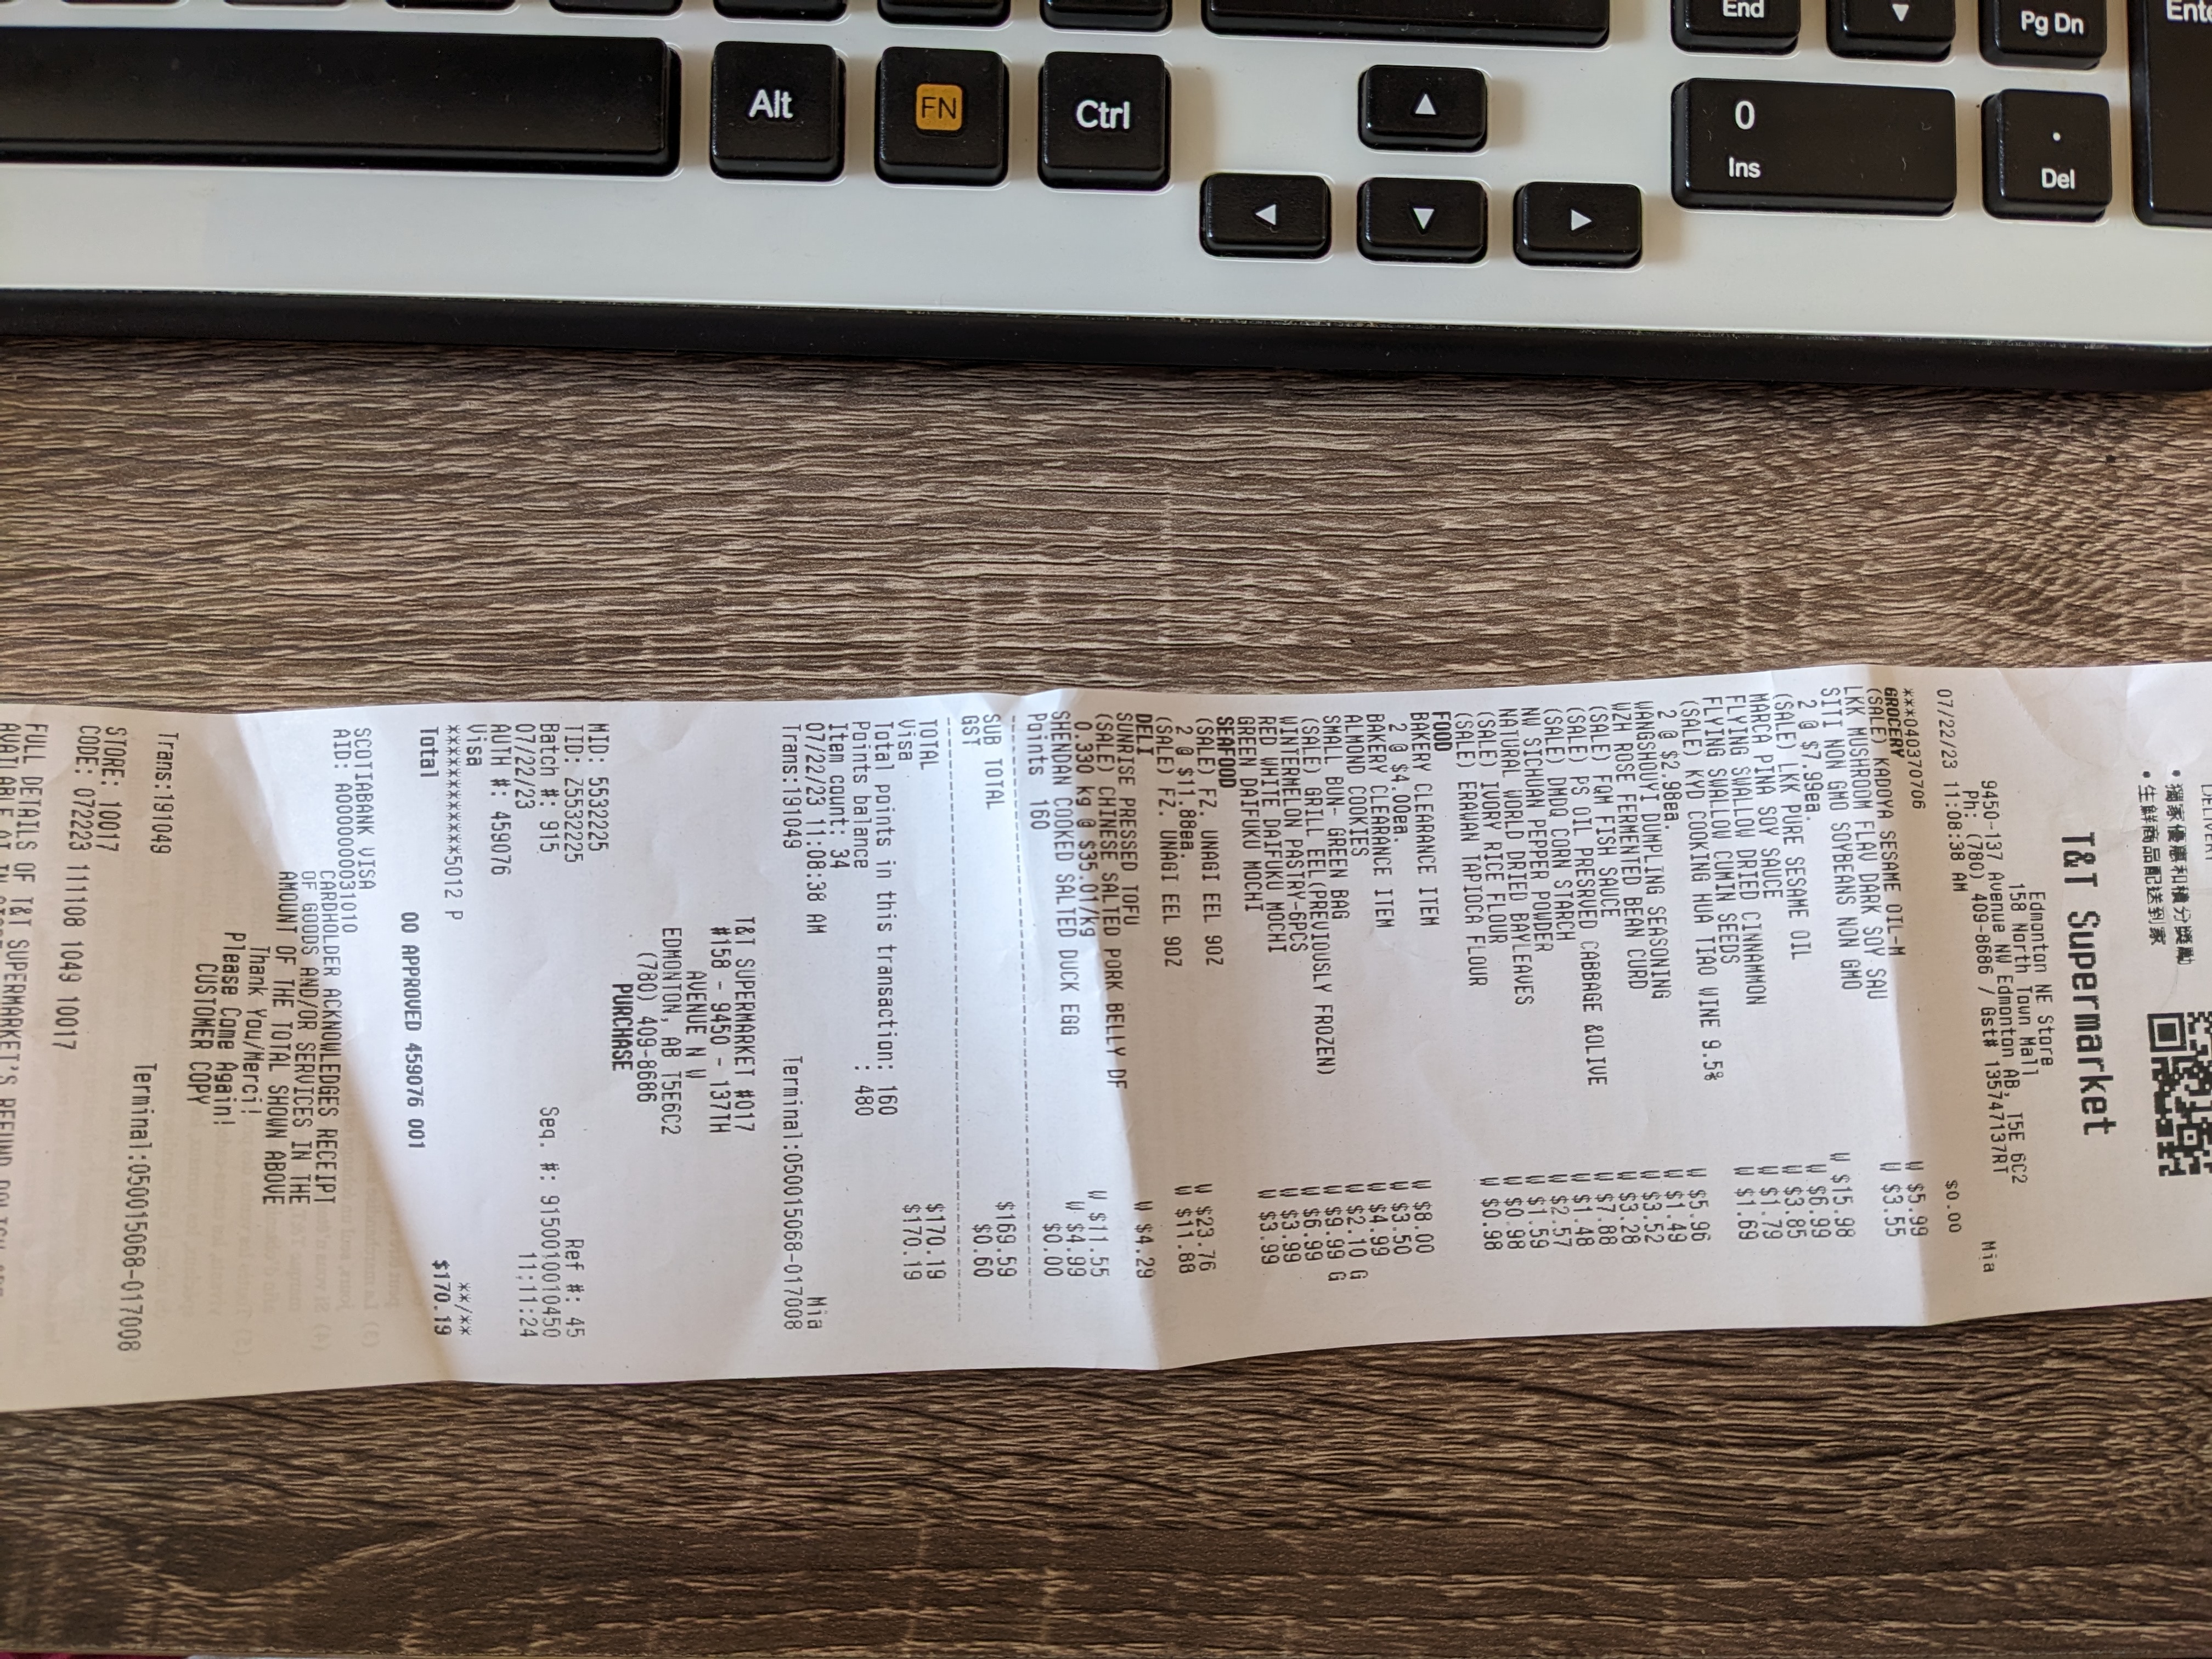 End
▼
Pg Dn
Ente
Alt
FN
Ctrl
▲
0
Ins
.
Del
◄
▼
►
• 獨家優惠和積分獎勵
• 生鮮商品配送到家
T&T Supermarket
Edmonton NE Store
158 North Town Mall
9450-137 Avenue NW Edmonton AB, T5E 6C2
Ph: (780) 409-8686 / Gst# 135747137RT
07/22/23 11:08:38 AM Mia
***040370706 $0.00
GROCERY
(SALE) KADOYA SESAME OIL-M W $5.99
LKK MUSHROOM FLAV DARK SOY SAU W $3.55
SITI NON GMO SOYBEANS NON GMO
2 @ $7.99ea. W $15.98
(SALE) LKK PURE SESAME OIL W $6.99
MARCA PINA SOY SAUCE W $3.85
FLYING SWALLOW DRIED CINNAMMON W $1.79
FLYING SWALLOW CUMIN SEEDS W $1.69
(SALE) KYD COOKING HUA TIAO WINE 9.5%
2 @ $2.98ea. W $5.96
WANGSHOUYI DUMPLING SEASONING W $1.49
WZH ROSE FERMENTED BEAN CURD W $3.52
(SALE) FQM FISH SAUCE W $3.28
(SALE) PS OIL PRESRVED CABBAGE &OLIVE W $7.88
(SALE) DMDQ CORN STARCH W $1.48
NW SICHUAN PEPPER POWDER W $2.57
NATURAL WORLD DRIED BAYLEAVES W $1.59
(SALE) IVORY RICE FLOUR W $0.98
(SALE) ERAWAN TAPIOCA FLOUR W $0.98
FOOD
BAKERY CLEARANCE ITEM
2 @ $4.00ea. W $8.00
BAKERY CLEARANCE ITEM W $3.50
ALMOND COOKIES W $4.99
SMALL BUN- GREEN BAG W $2.10 G
(SALE) GRILL EEL(PREVIOUSLY FROZEN) W $9.99 G
WINTERMELON PASTRY-6PCS W $6.99
RED WHITE DAIFUKU MOCHI W $3.99
GREEN DAIFUKU MOCHI W $3.99
SEAFOOD
(SALE) FZ. UNAGI EEL 9OZ
2 @ $11.88ea. W $23.76
(SALE) FZ. UNAGI EEL 9OZ W $11.88
DELI
SUNRISE PRESSED TOFU W $4.29
(SALE) CHINESE SALTED PORK BELLY DF
0.330 kg @ $35.01/kg W $11.55
SHENDAN COOKED SALTED DUCK EGG W $4.99
Points 160 $0.00
SUB TOTAL $169.59
GST $0.60
TOTAL $170.19
Visa $170.19
Total points in this transaction: 160
Points balance : 480
Item count: 34
07/22/23 11:08:38 AM Mia
Trans:191049 Terminal:050015068-017008
T&T SUPERMARKET #017
#158 - 9450 - 137TH
AVENUE N W
EDMONTON, AB T5E6C2
(780) 409-8686
PURCHASE
MID: 5532225
TID: Z5532225 Ref #: 45
Batch #: 915 Seq. #: 9150010010450
07/22/23 11:11:24
AUTH #: 459076
Visa
************5012 P **/**
Total $170.19
00 APPROVED 459076 001
SCOTIABANK VISA
AID: A0000000031010
CARDHOLDER ACKNOWLEDGES RECEIPT
OF GOODS AND/OR SERVICES IN THE
AMOUNT OF THE TOTAL SHOWN ABOVE
Thank You/Merci!
Please Come Again!
CUSTOMER COPY
Trans:191049 Terminal:050015068-017008
STORE: 10017
CODE: 072223 111108 1049 10017
FULL DETAILS OF T&T SUPERMARKET'S REFUND POLICY ARE